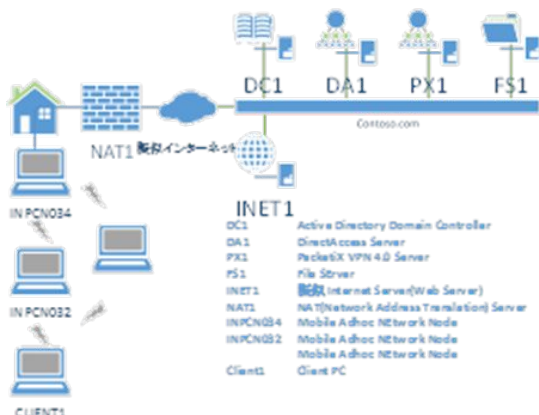 DC1 DA1 PX1 FS1
Contoso.com
NAT1 擬似インターネット
INPCN034
INET1
INPCN032
CLIENT1
DC1 Active Directory Domain Controller
DA1 DirectAccess Server
PX1 PacketiX VPN 4.0 Server
FS1 File Server
INET1 擬似 Internet Server(Web Server)
NAT1 NAT(Network Address Translation) Server
INPCN034 Mobile Adhoc NEtwork Node
INPCN032 Mobile Adhoc NEtwork Node
Mobile Adhoc NEtwork Node
Client1 Client PC